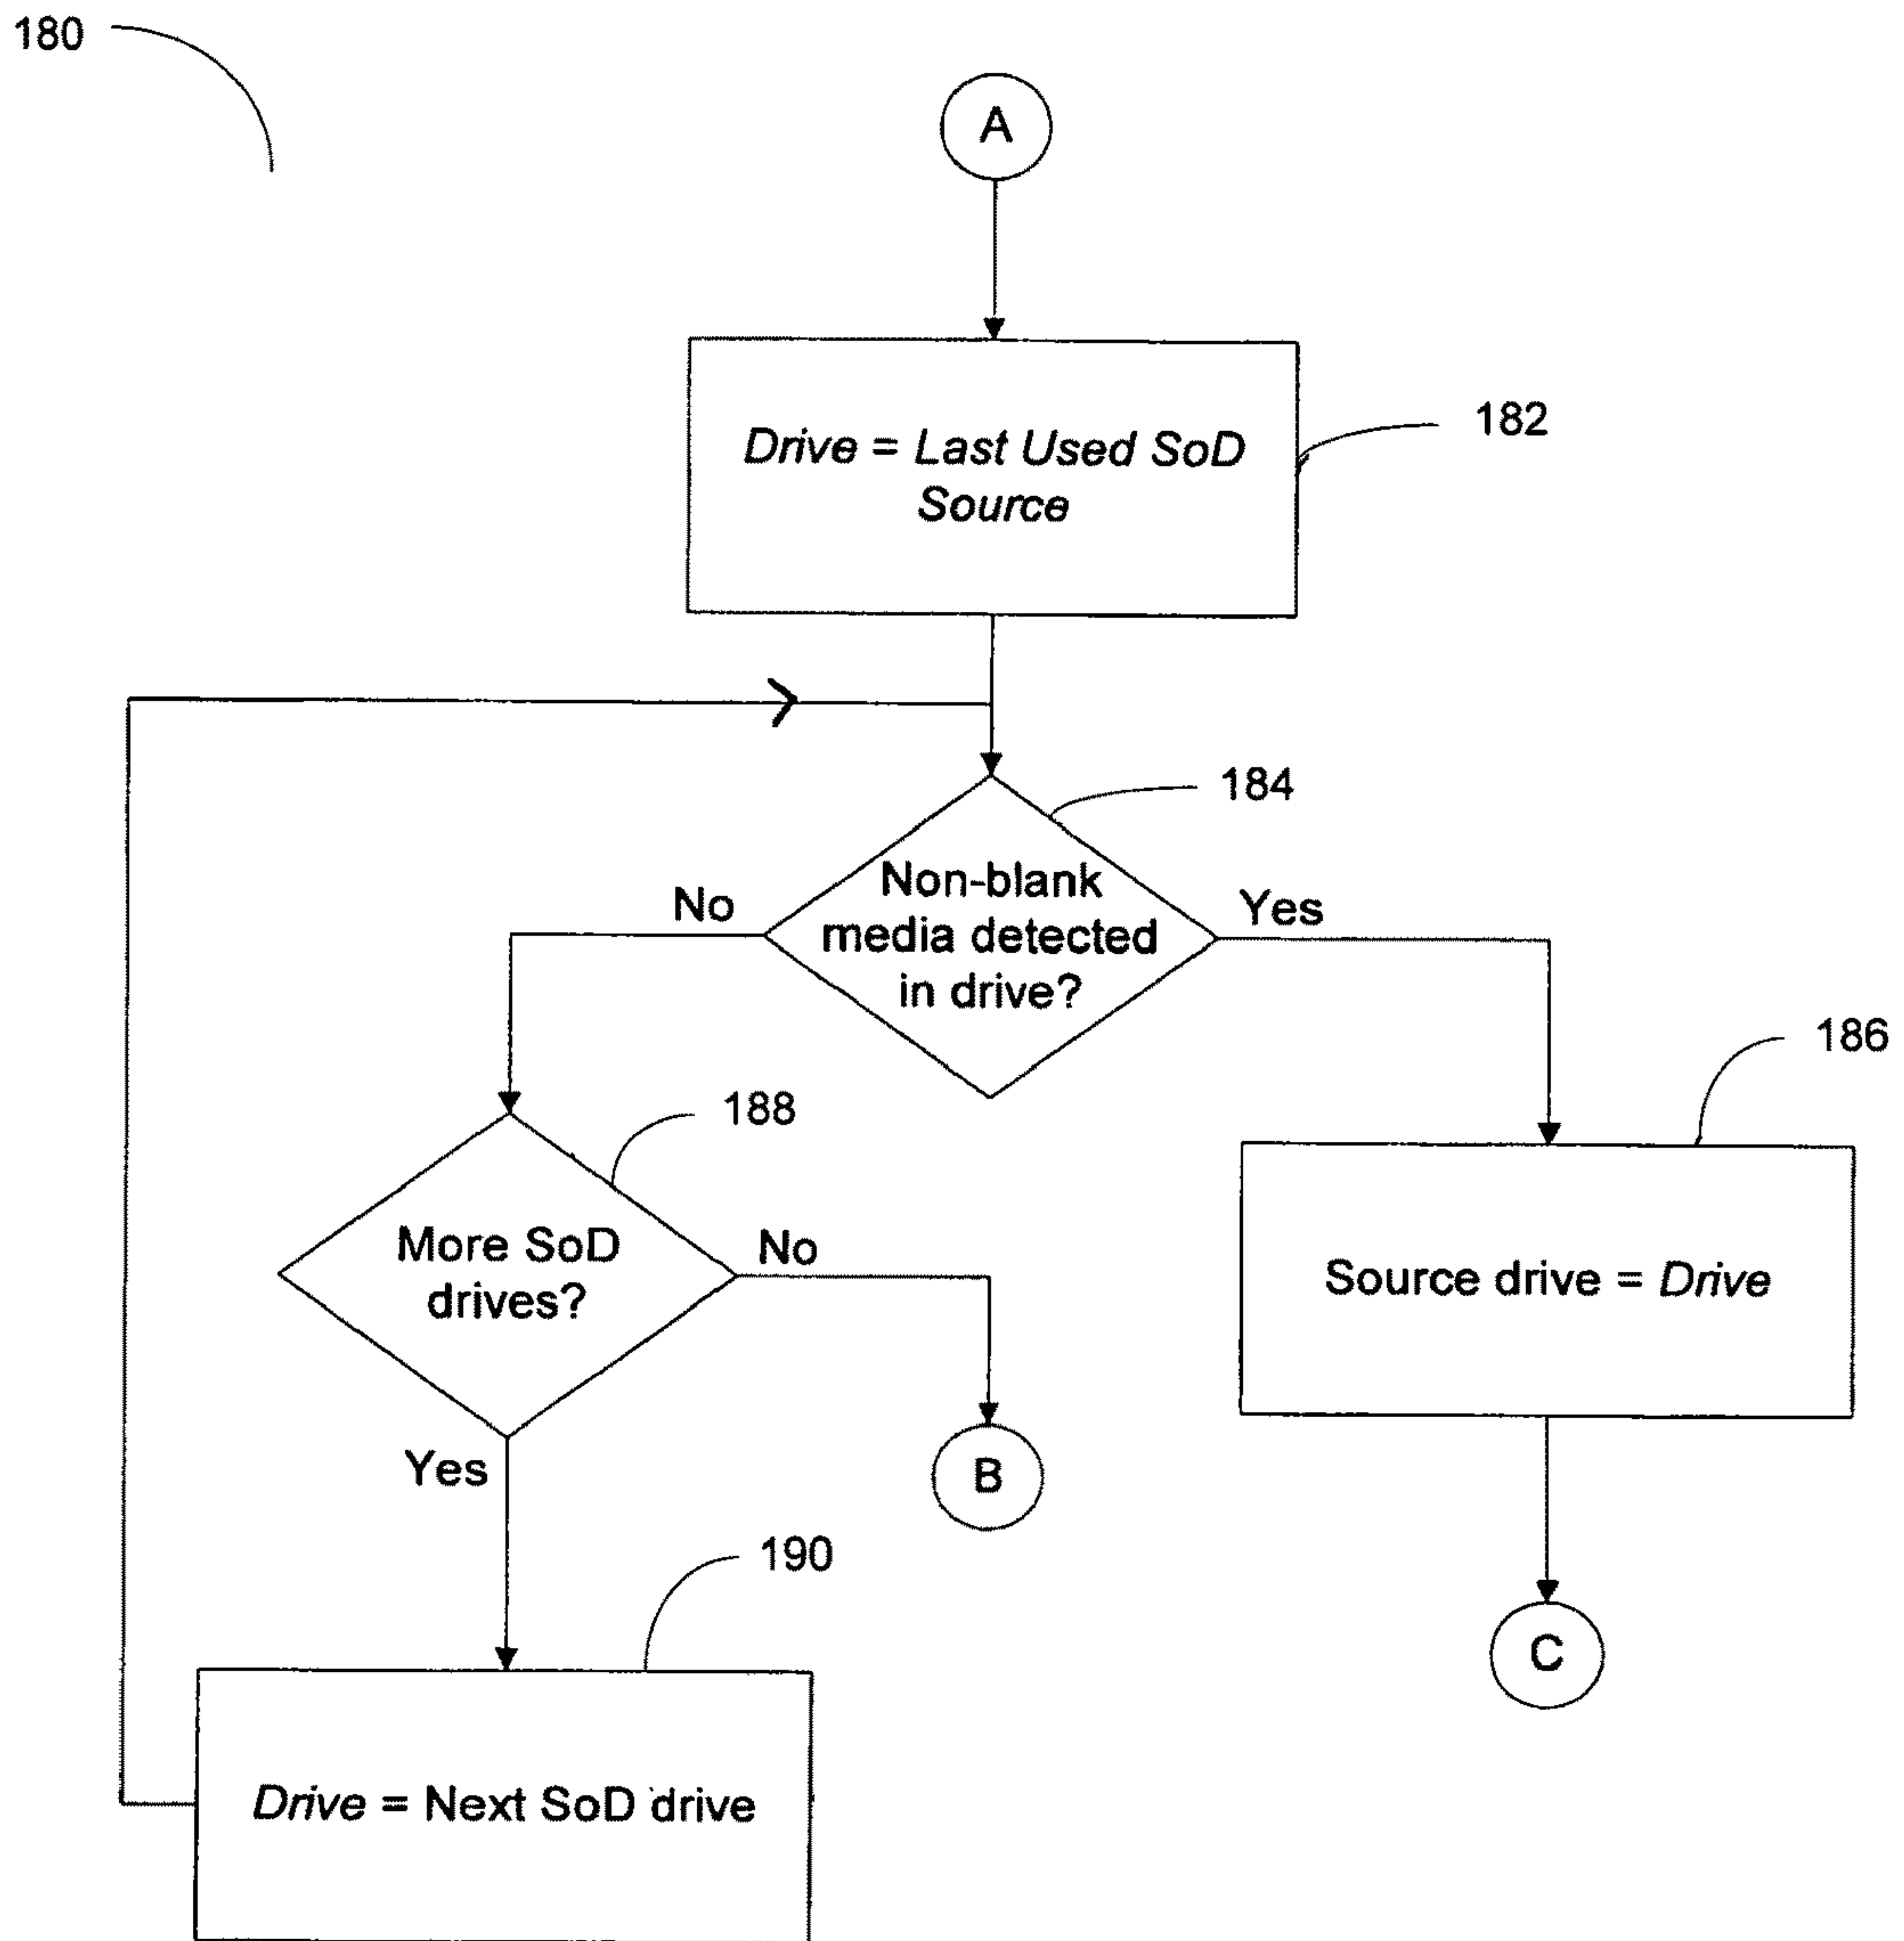 180
A
Drive = Last Used SoD
Source
182
184
Non-blank
media detected
in drive?
No
Yes
186
188
More SoD
drives?
No
Source drive = Drive
Yes
B
190
C
Drive = Next SoD drive